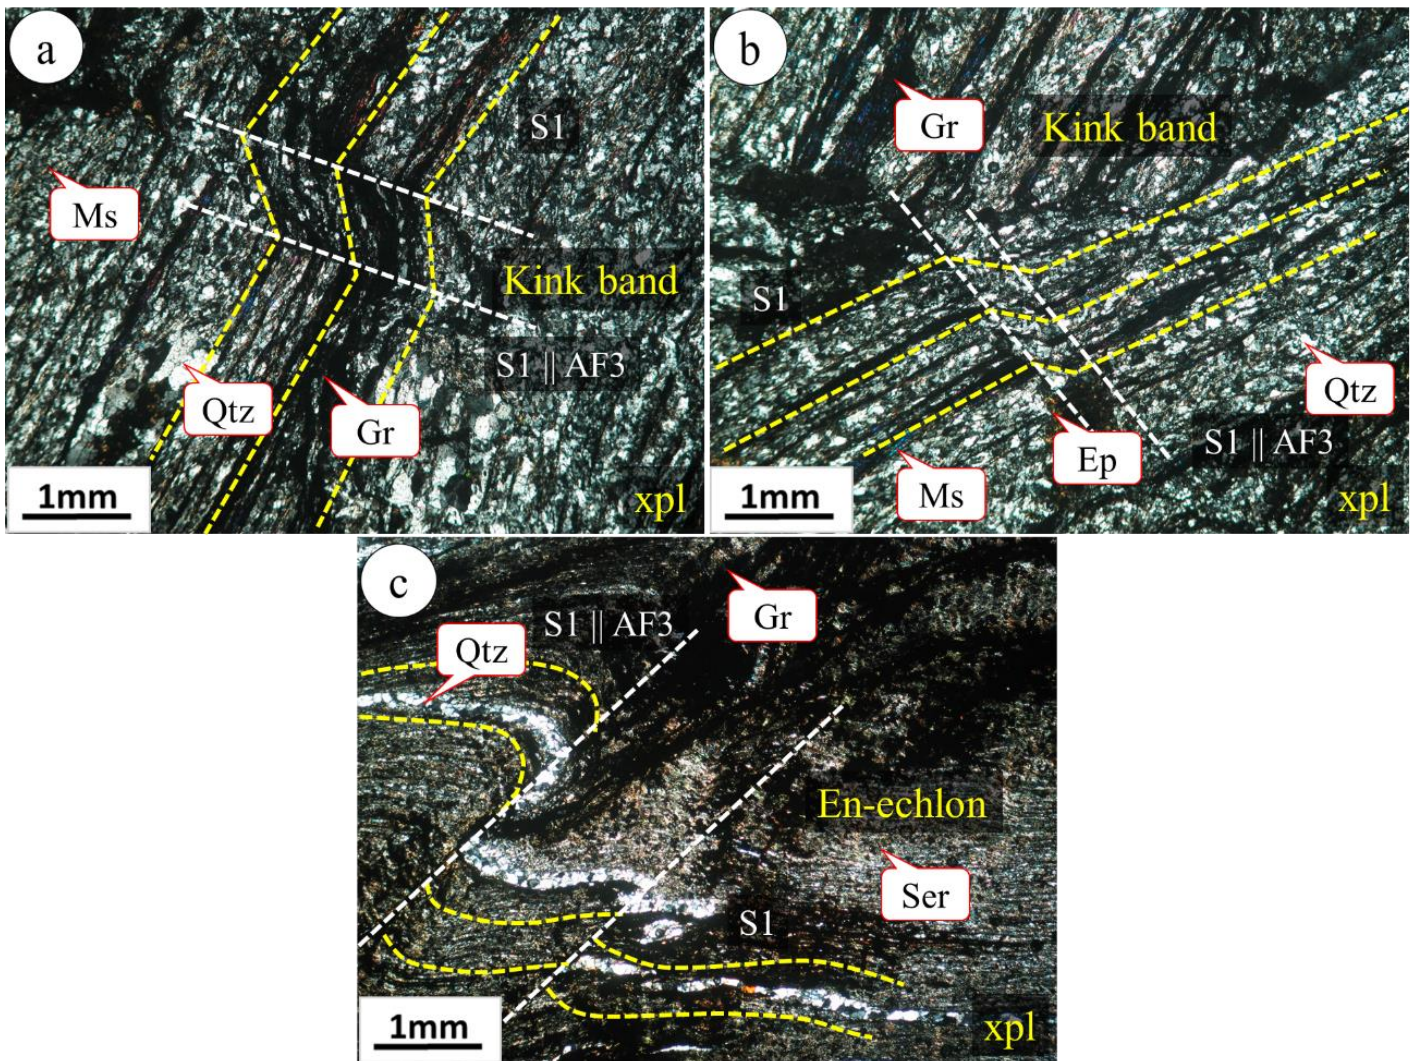 a
S1
Ms
Kink band
S1 || AF3
Qtz
Gr
1mm
xpl
b
Gr
Kink band
S1
Qtz
S1 || AF3
Ep
Ms
1mm
xpl
c
S1 || AF3
Gr
Qtz
En-echlon
Ser
S1
1mm
xpl